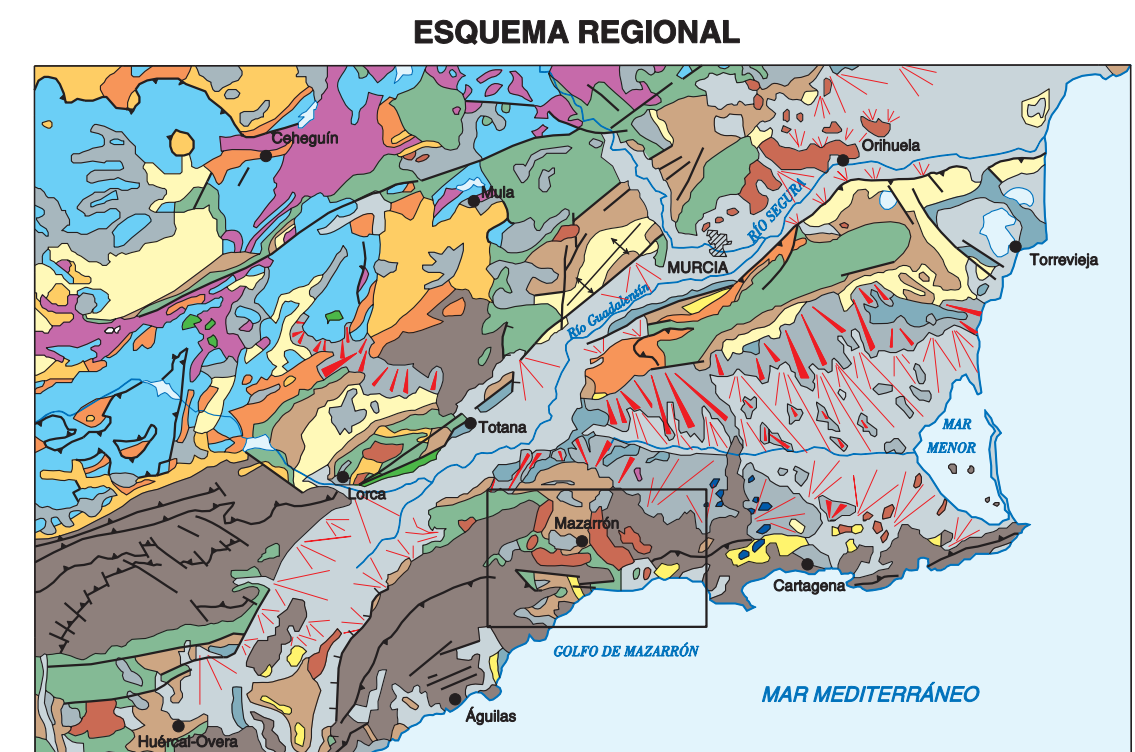 ESQUEMA REGIONAL
Ceheguín
Orihuela
Mula
RÍO SEGURA
MURCIA
Torrevieja
Río Guadalentín
Totana
MAR
MENOR
Lorca
Mazarrón
Cartagena
GOLFO DE MAZARRÓN
MAR MEDITERRÁNEO
Águilas
Huércal-Overa